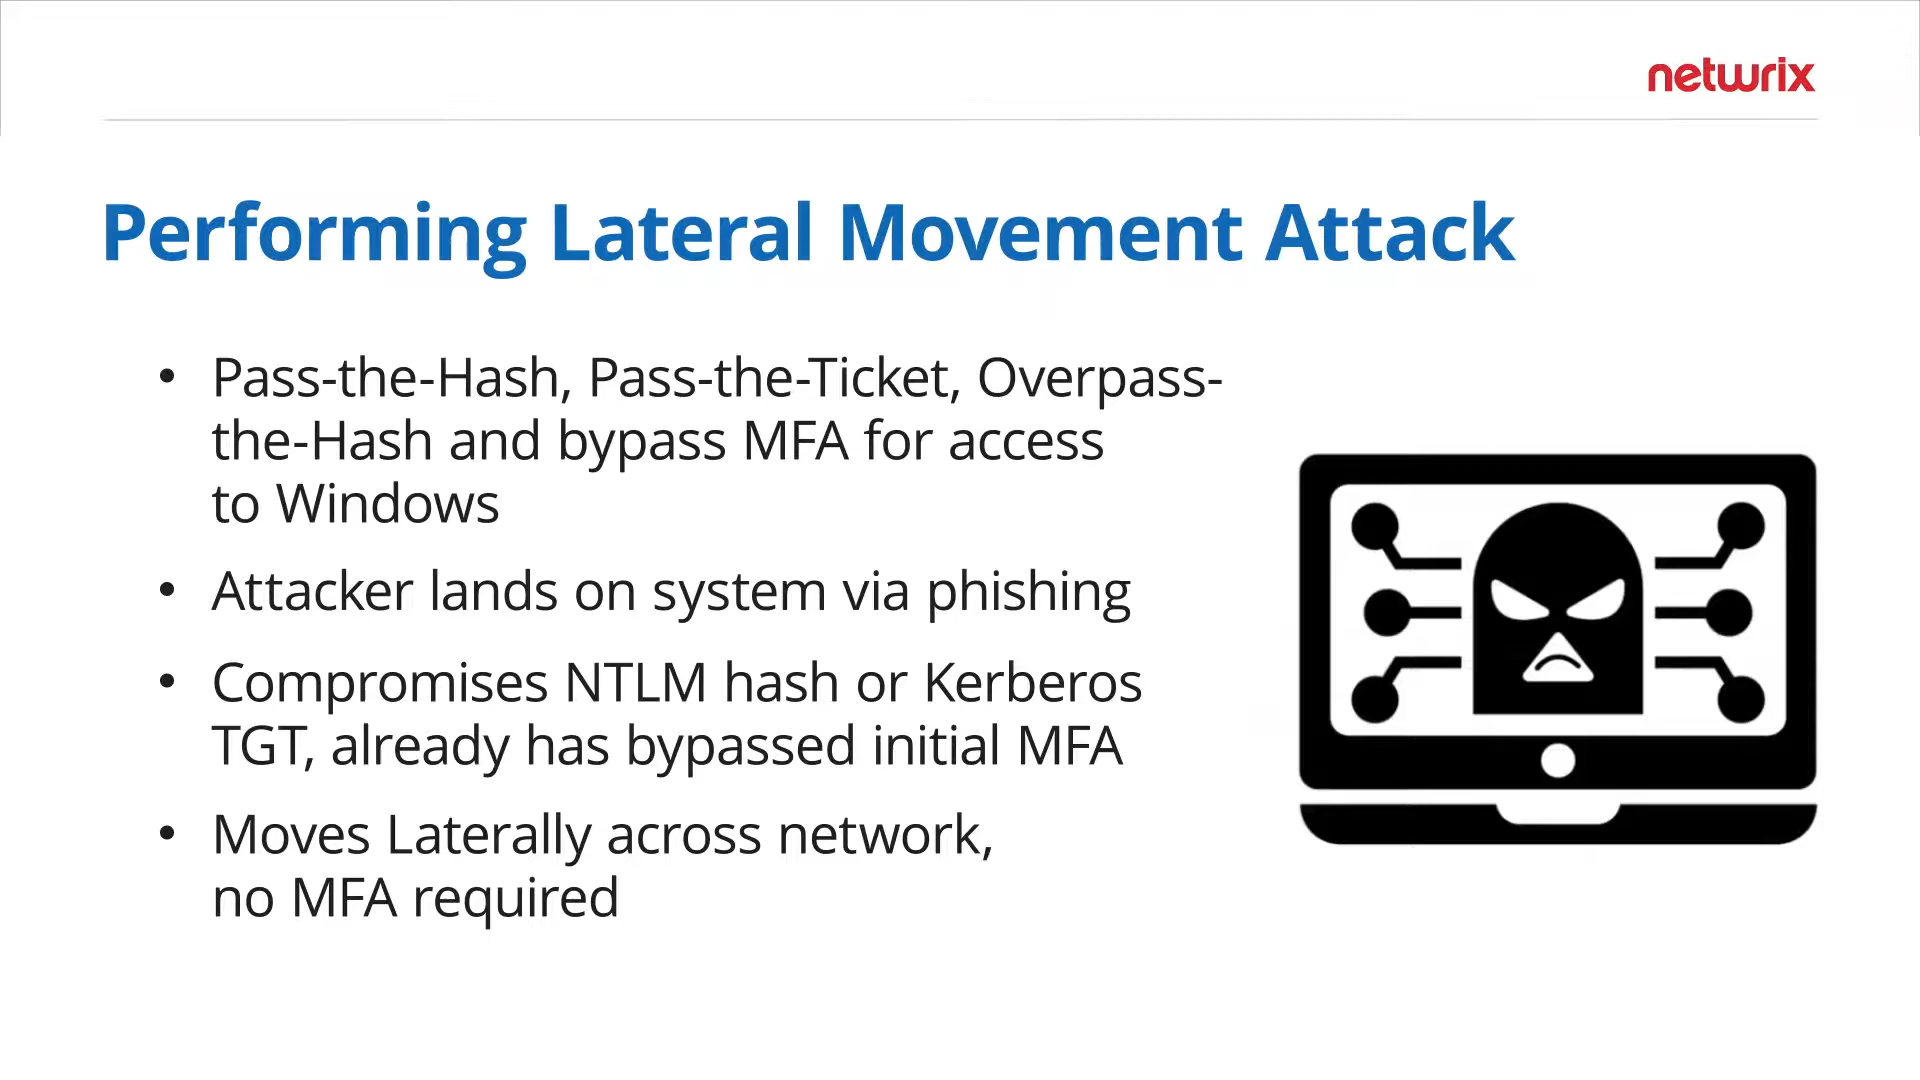 netwrix
Performing Lateral Movement Attack
• Pass-the-Hash, Pass-the-Ticket, Overpass-
the-Hash and bypass MFA for access
to Windows
• Attacker lands on system via phishing
• Compromises NTLM hash or Kerberos
TGT, already has bypassed initial MFA
• Moves Laterally across network,
no MFA required